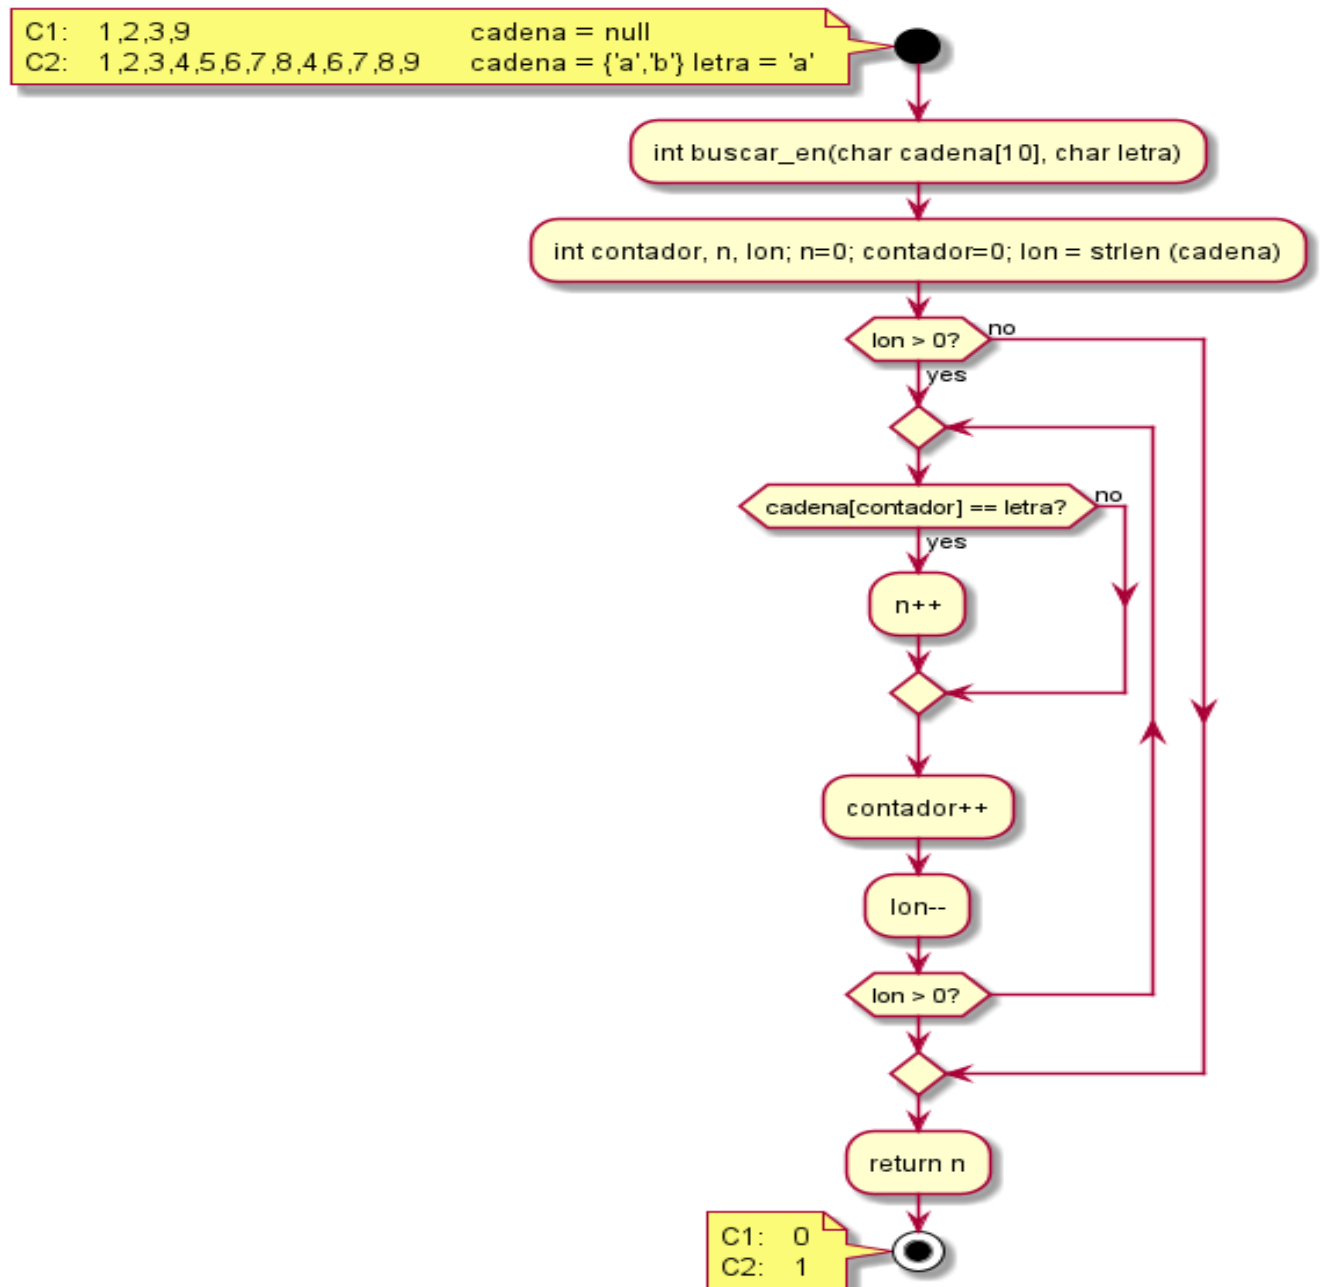 C1: 1,2,3,9 cadena = null
C2: 1,2,3,4,5,6,7,8,4,6,7,8,9 cadena = {'a','b'} letra = 'a'
int buscar_en(char cadena[10], char letra)
int contador, n, lon; n=0; contador=0; lon = strlen (cadena)
lon > 0?
no
yes
cadena[contador] == letra?
no
yes
n++
contador++
lon--
lon > 0?
return n
C1: 0
C2: 1